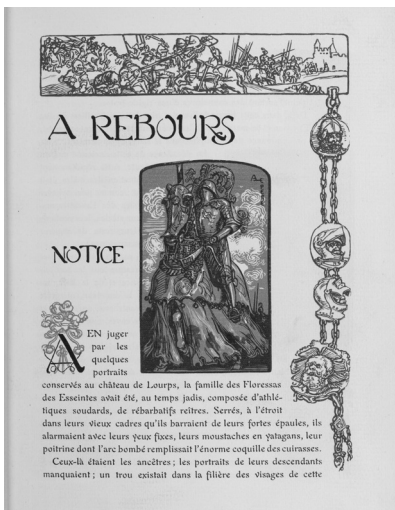 A REBOURS
NOTICE
A EN juger
par les
quelques
portraits
conservés au château de Lourps, la famille des Floressas
des Esseintes avait été, au temps jadis, composée d'athlé-
tiques soudards, de rébarbatifs reîtres. Serrés, à l'étroit
dans leurs vieux cadres qu'ils barraient de leurs fortes épaules, ils
alarmaient avec leurs yeux fixes, leurs moustaches en yatagans, leur
poitrine dont l'arc bombé remplissait l'énorme coquille des cuirasses.
Ceux-là étaient les ancêtres; les portraits de leurs descendants
manquaient; un trou existait dans la filière des visages de cette